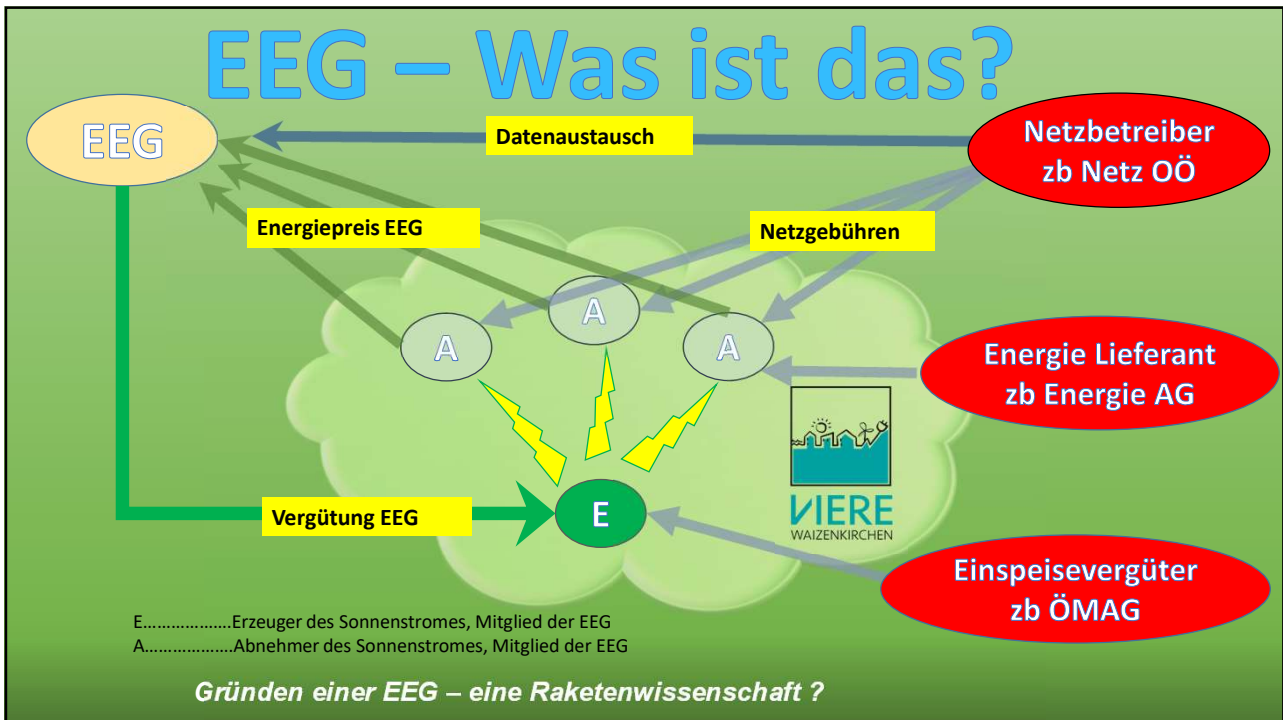 EEG – Was ist das?
EEG
Datenaustausch
Netzbetreiber
zb Netz OÖ
Energiepreis EEG
Netzgebühren
A
A
A
Energie Lieferant
zb Energie AG
VIERE
WAIZENKIRCHEN
Vergütung EEG
E
Einspeisevergüter
zb ÖMAG
E………………..Erzeuger des Sonnenstromes, Mitglied der EEG
A………………..Abnehmer des Sonnenstromes, Mitglied der EEG
Gründen einer EEG – eine Raketenwissenschaft ?